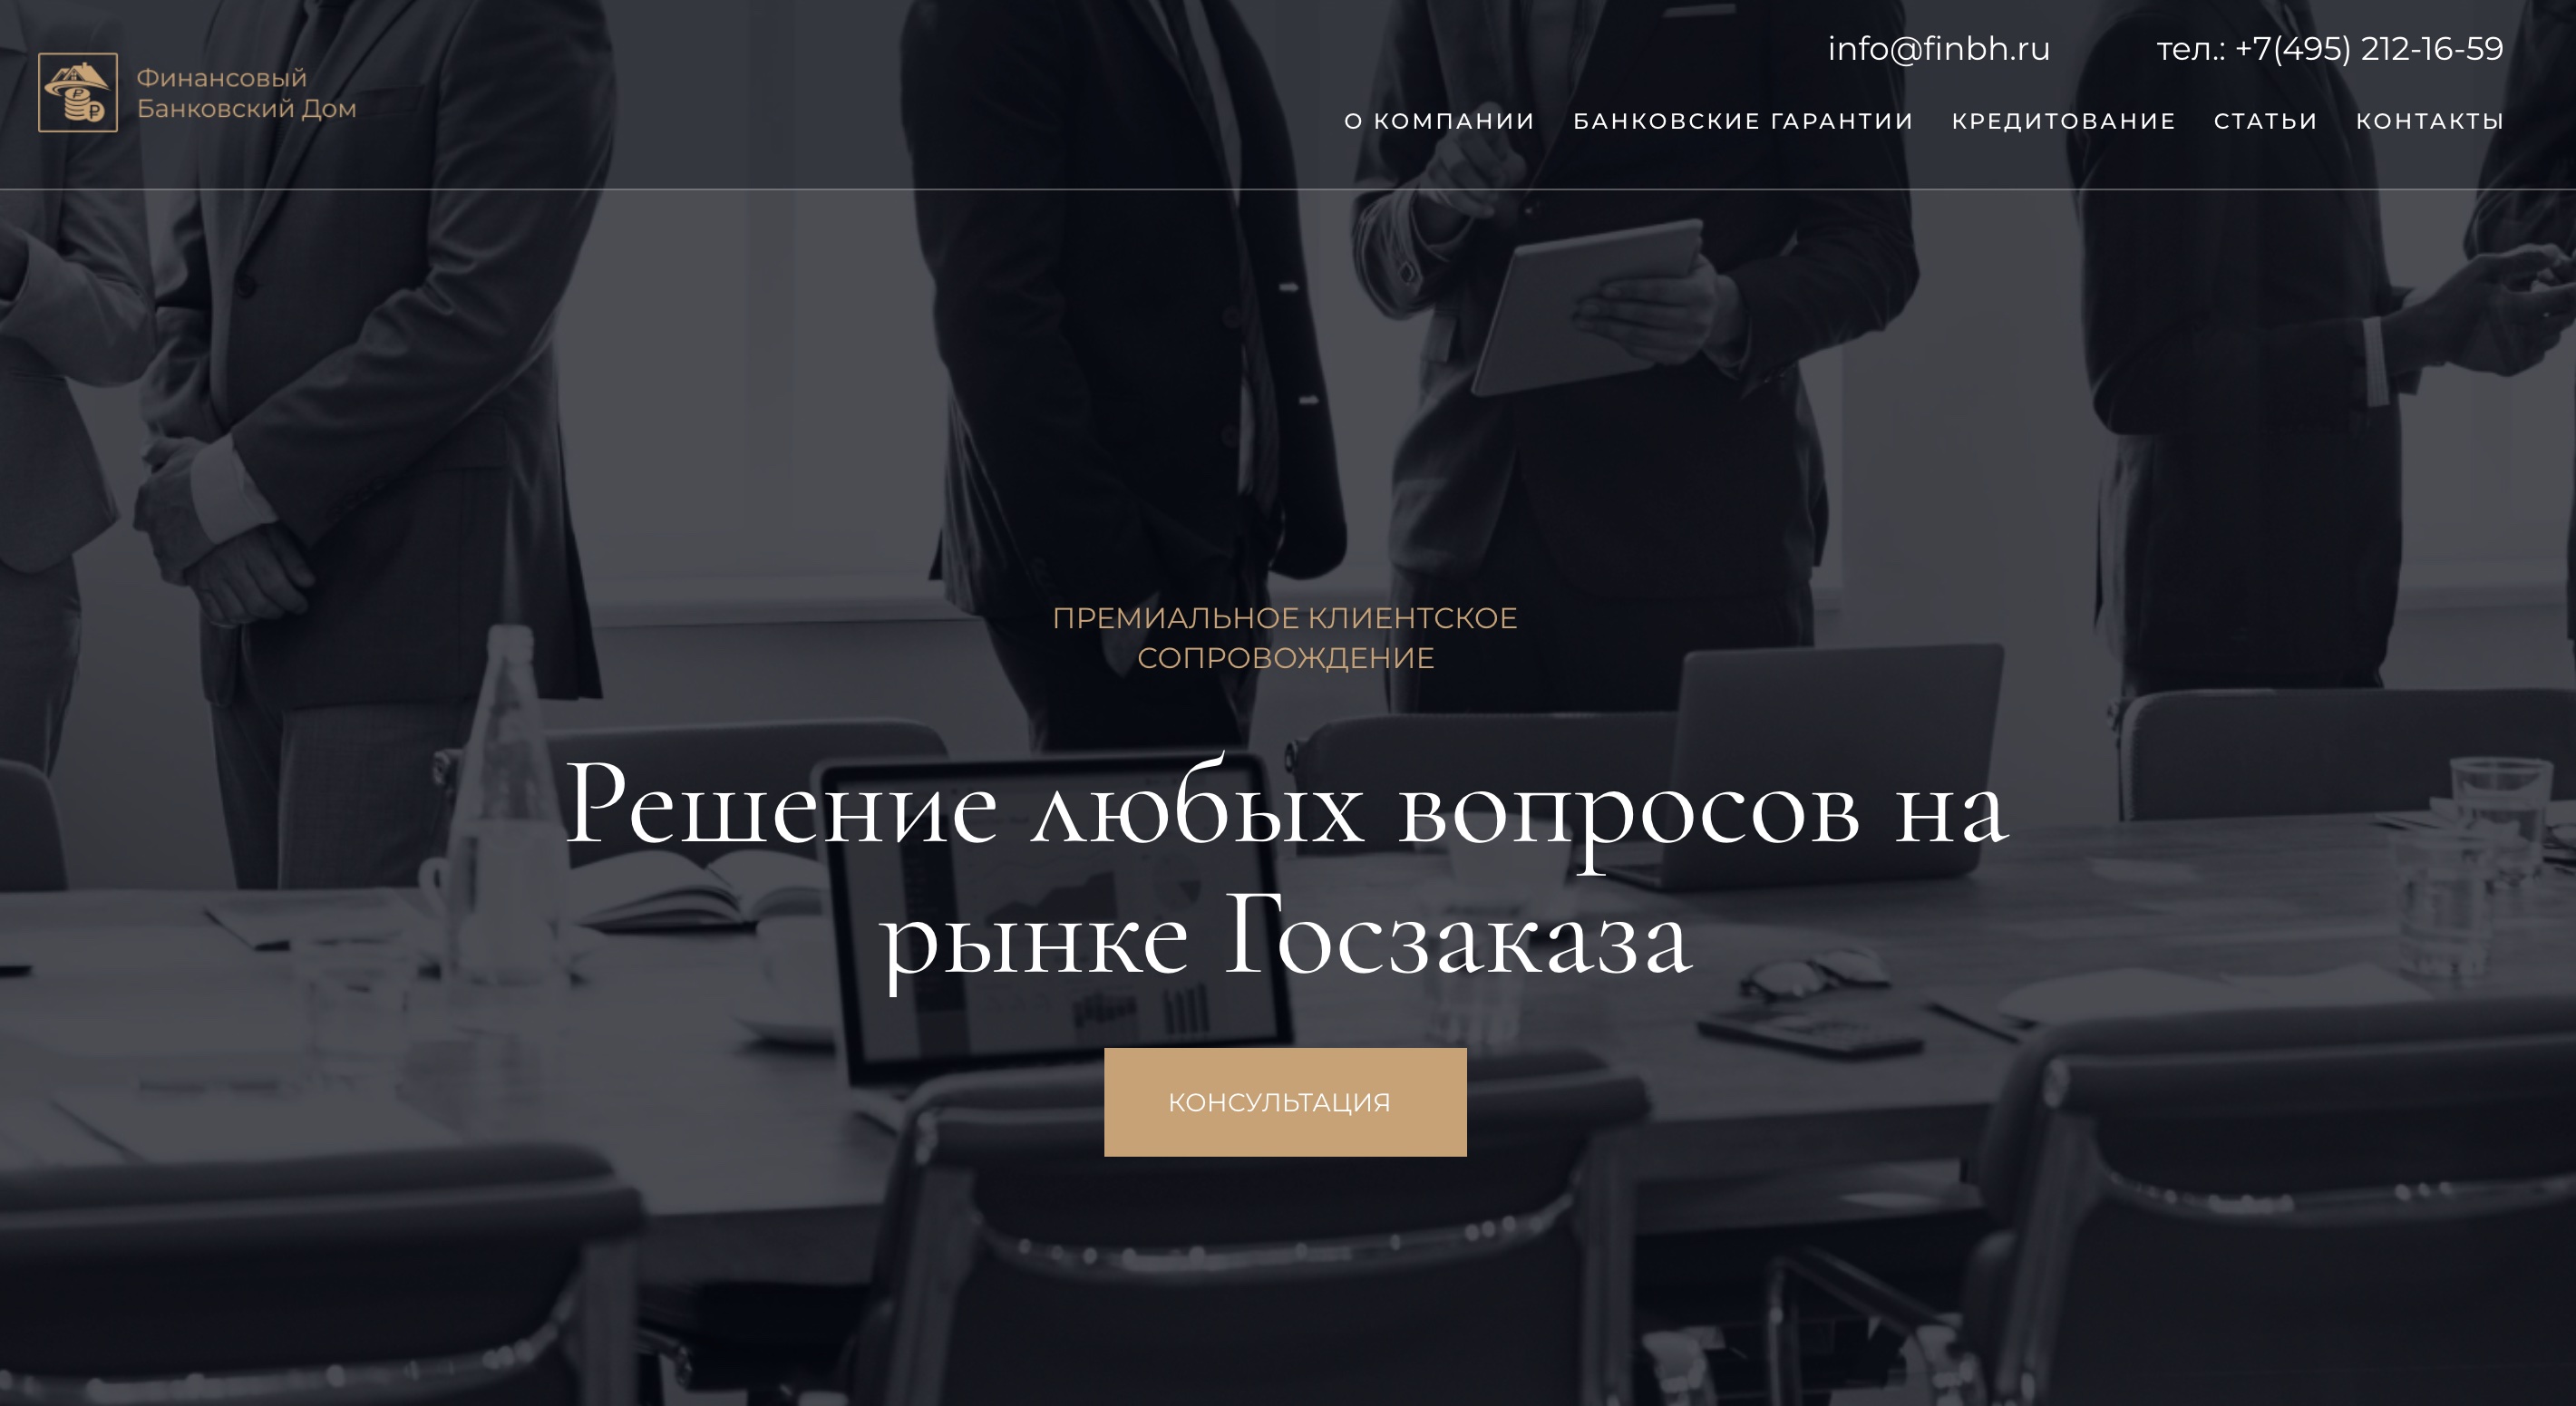 info@finbh.ru
тел.: +7(495) 212-16-59
Финансовый
Банковский Дом
О КОМПАНИИ
БАНКОВСКИЕ ГАРАНТИИ
КРЕДИТОВАНИЕ
СТАТЬИ
КОНТАКТЫ
ПРЕМИАЛЬНОЕ КЛИЕНТСКОЕ
СОПРОВОЖДЕНИЕ
Решение любых вопросов на
рынке Госзаказа
КОНСУЛЬТАЦИЯ